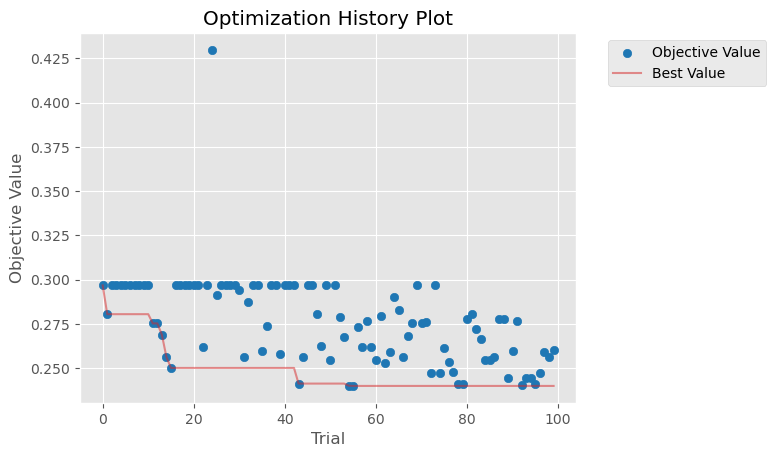 Optimization History Plot
Objective Value
Best Value
Objective Value
0.425
0.400
0.375
0.350
0.325
0.300
0.275
0.250
0
20
40
60
80
100
Trial